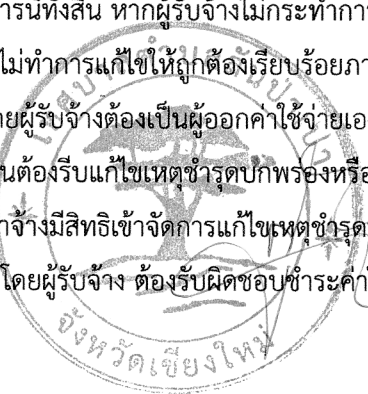 การนี้ทั้งสิ้น หากผู้รับจ้างไม่กระทำการ
ไม่ทำการแก้ไขให้ถูกต้องเรียบร้อยภา
ยผู้รับจ้างต้องเป็นผู้ออกค่าใช้จ่ายเอ
นต้องรีบแก้ไขเหตุชำรุดบกพร่องหรือ
าจ้างมีสิทธิเข้าจัดการแก้ไขเหตุชำรุด
โดยผู้รับจ้าง ต้องรับผิดชอบชำระค่า
จังหวัดเชียงใหม่